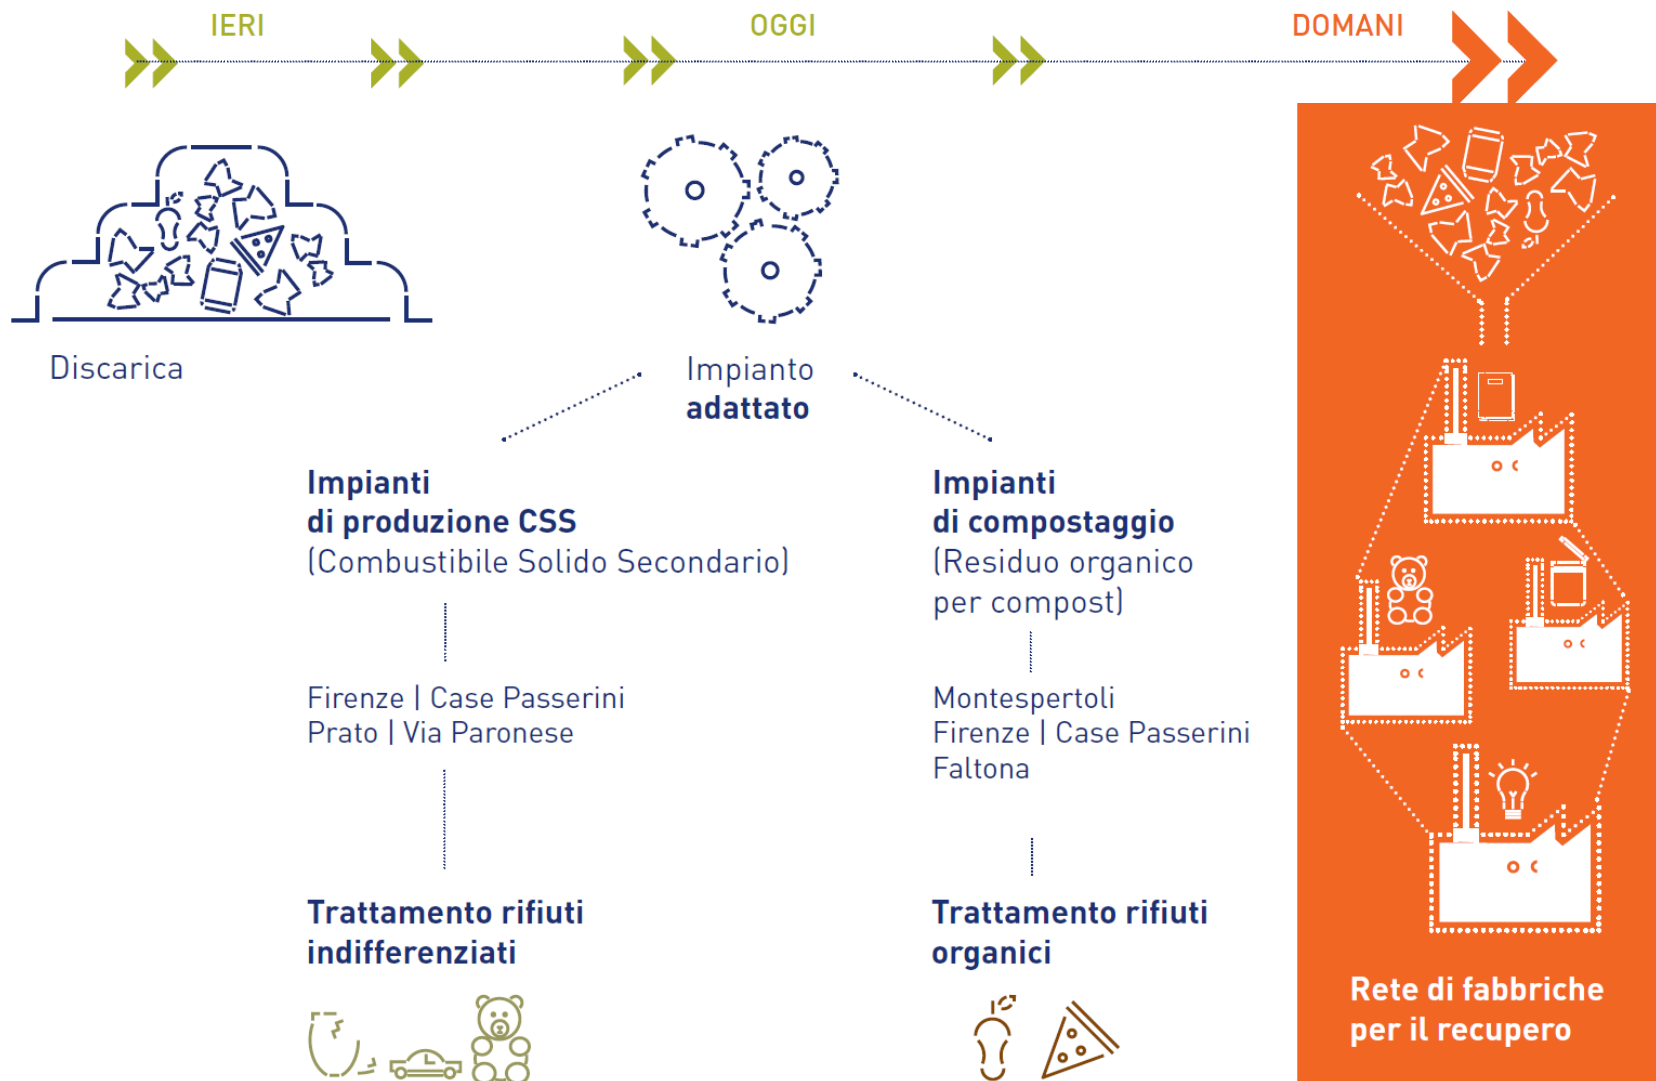 IERI
OGGI
DOMANI
Discarica
Impianto
adattato
Impianti
di produzione CSS
(Combustibile Solido Secondario)
Firenze | Case Passerini
Prato | Via Paronese
Trattamento rifiuti
indifferenziati
Impianti
di compostaggio
(Residuo organico
per compost)
Montespertoli
Firenze | Case Passerini
Faltona
Trattamento rifiuti
organici
Rete di fabbriche
per il recupero